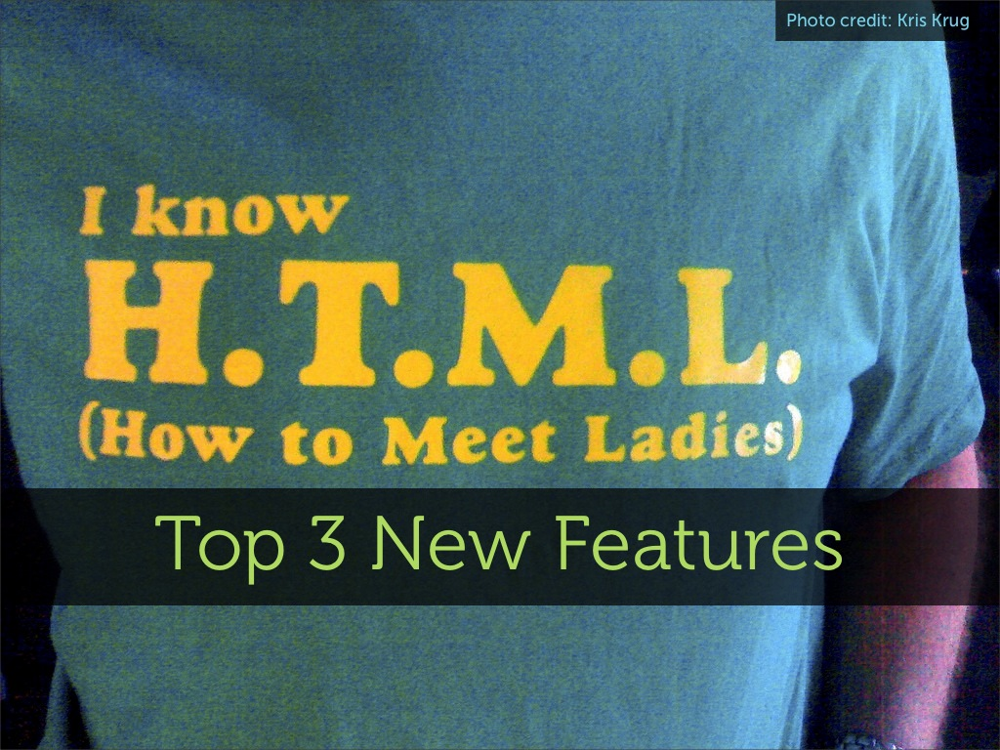 Photo credit: Kris Krug
I know
H.T.M.L.
(How to Meet Ladies)
Top 3 New Features